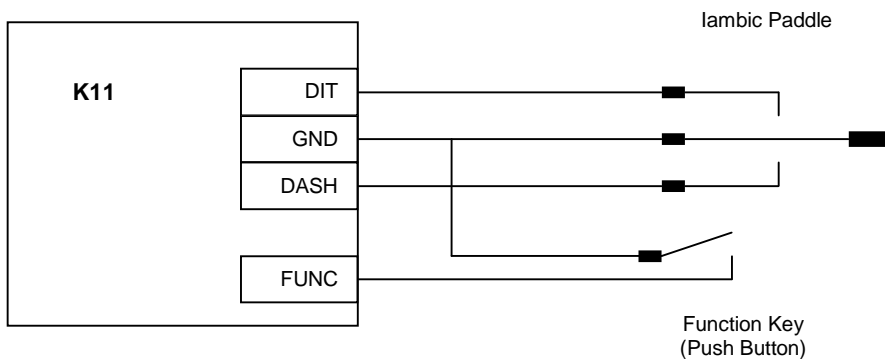 Iambic Paddle
K11
DIT
GND
DASH
FUNC
Function Key
(Push Button)